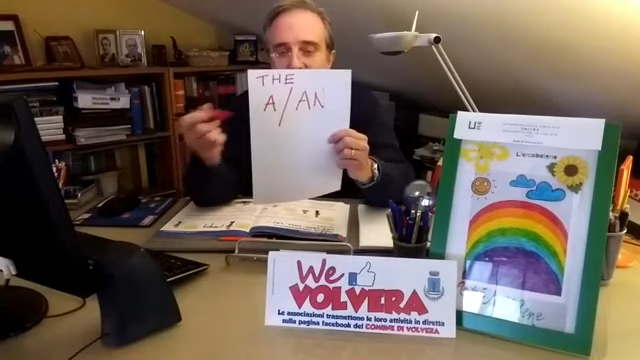 THE
A/AN
We
VOLVERA
Le associazioni trasmettono le loro attività in diretta
sulla pagina facebook del COMUNE DI VOLVERA
L'arcobaleno